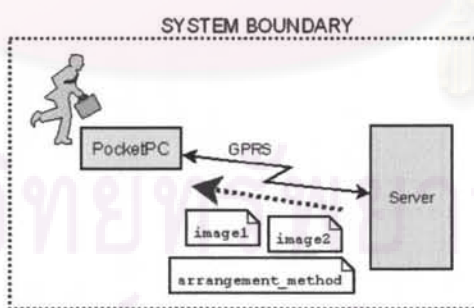 SYSTEM BOUNDARY
PocketPC
GPRS
Server
image1
image2
arrangement_method